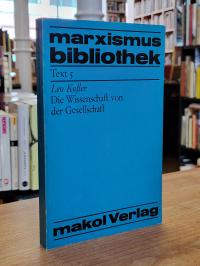 marxismus
bibliothek
Text 5
Leo Kofler
Die Wissenschaft von
der Gesellschaft
makol Verlag